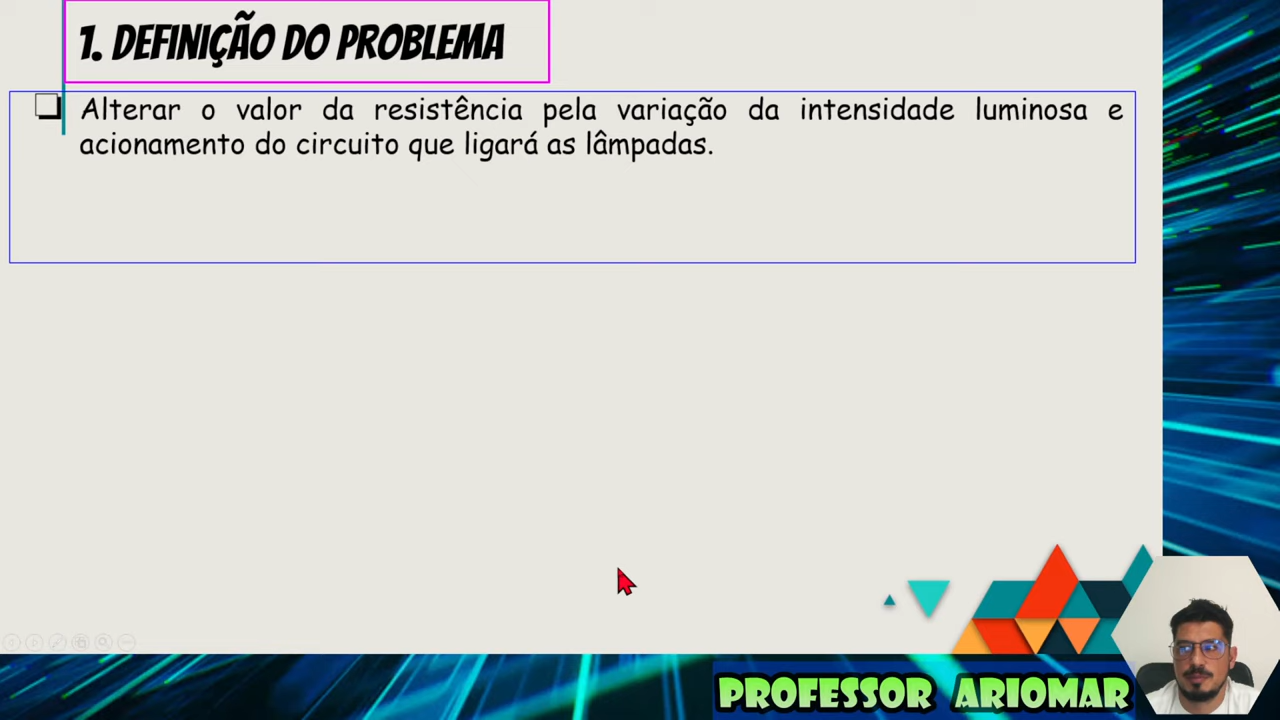 1. DEFINIÇÃO DO PROBLEMA
Alterar o valor da resistência pela variação da intensidade luminosa e
acionamento do circuito que ligará as lâmpadas.
PROFESSOR ARIOMAR